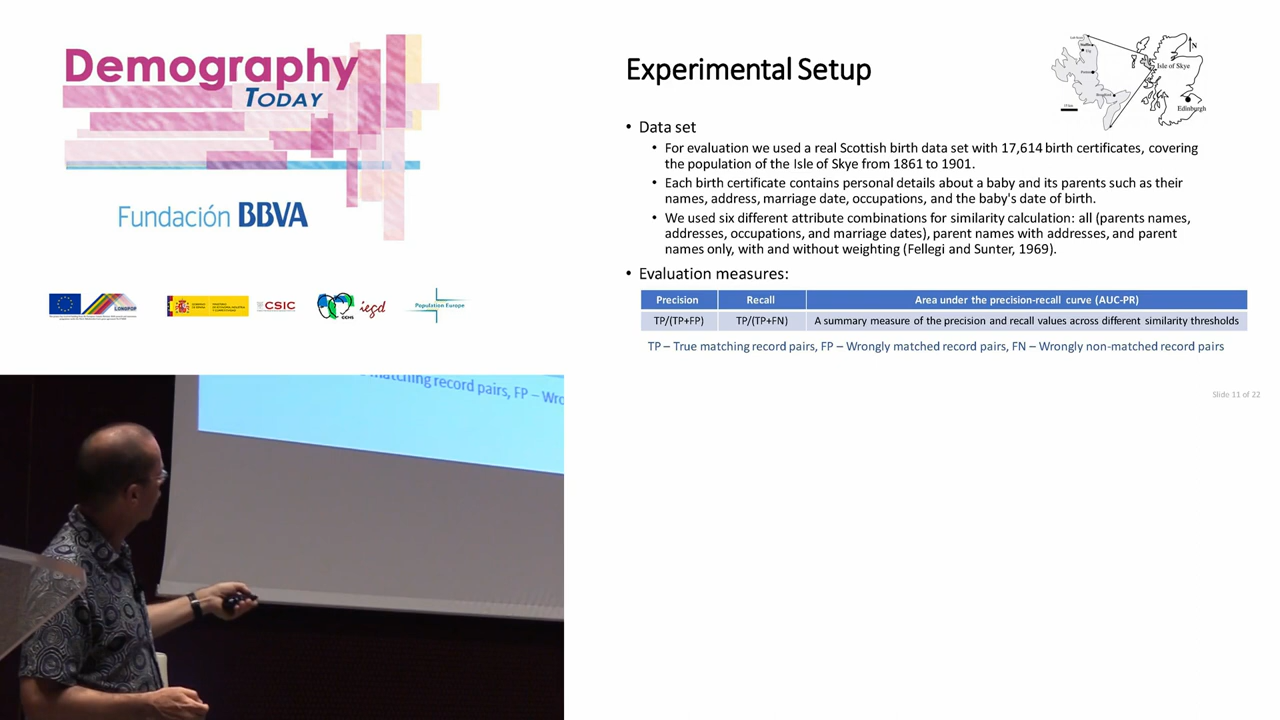 Demography
TODAY
Fundación BBVA
LONGPOP
CSIC
CCHS
iegd
Population Europe
Experimental Setup
N
Isle of Skye
Edinburgh
• Data set
• For evaluation we used a real Scottish birth data set with 17,614 birth certificates, covering
the population of the Isle of Skye from 1861 to 1901.
• Each birth certificate contains personal details about a baby and its parents such as their
names, address, marriage date, occupations, and the baby's date of birth.
• We used six different attribute combinations for similarity calculation: all (parents names,
addresses, occupations, and marriage dates), parent names with addresses, and parent
names only, with and without weighting (Fellegi and Sunter, 1969).
• Evaluation measures:
Precision Recall Area under the precision-recall curve (AUC-PR)
TP/(TP+FP) TP/(TP+FN) A summary measure of the precision and recall values across different similarity thresholds
TP – True matching record pairs, FP – Wrongly matched record pairs, FN – Wrongly non-matched record pairs
Slide 11 of 22
matching record pairs, FP – Wro